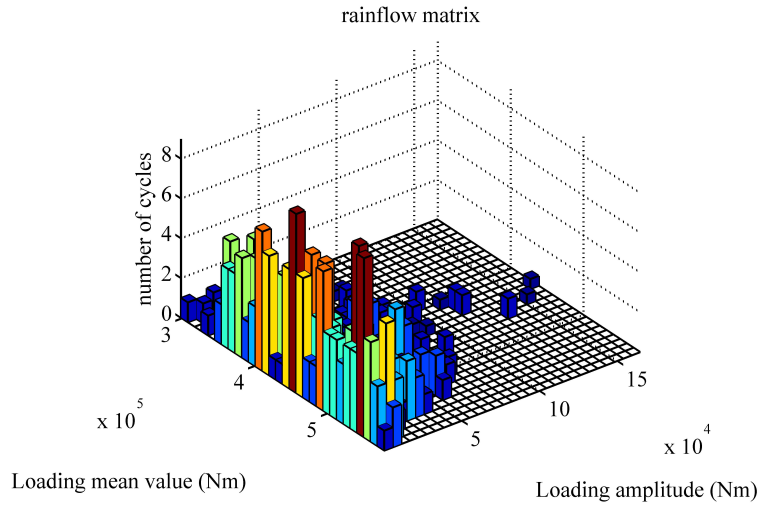 rainflow matrix
number of cycles
8
6
4
2
0
3
4
5
x 10^5
Loading mean value (Nm)
5
10
15
x 10^4
Loading amplitude (Nm)